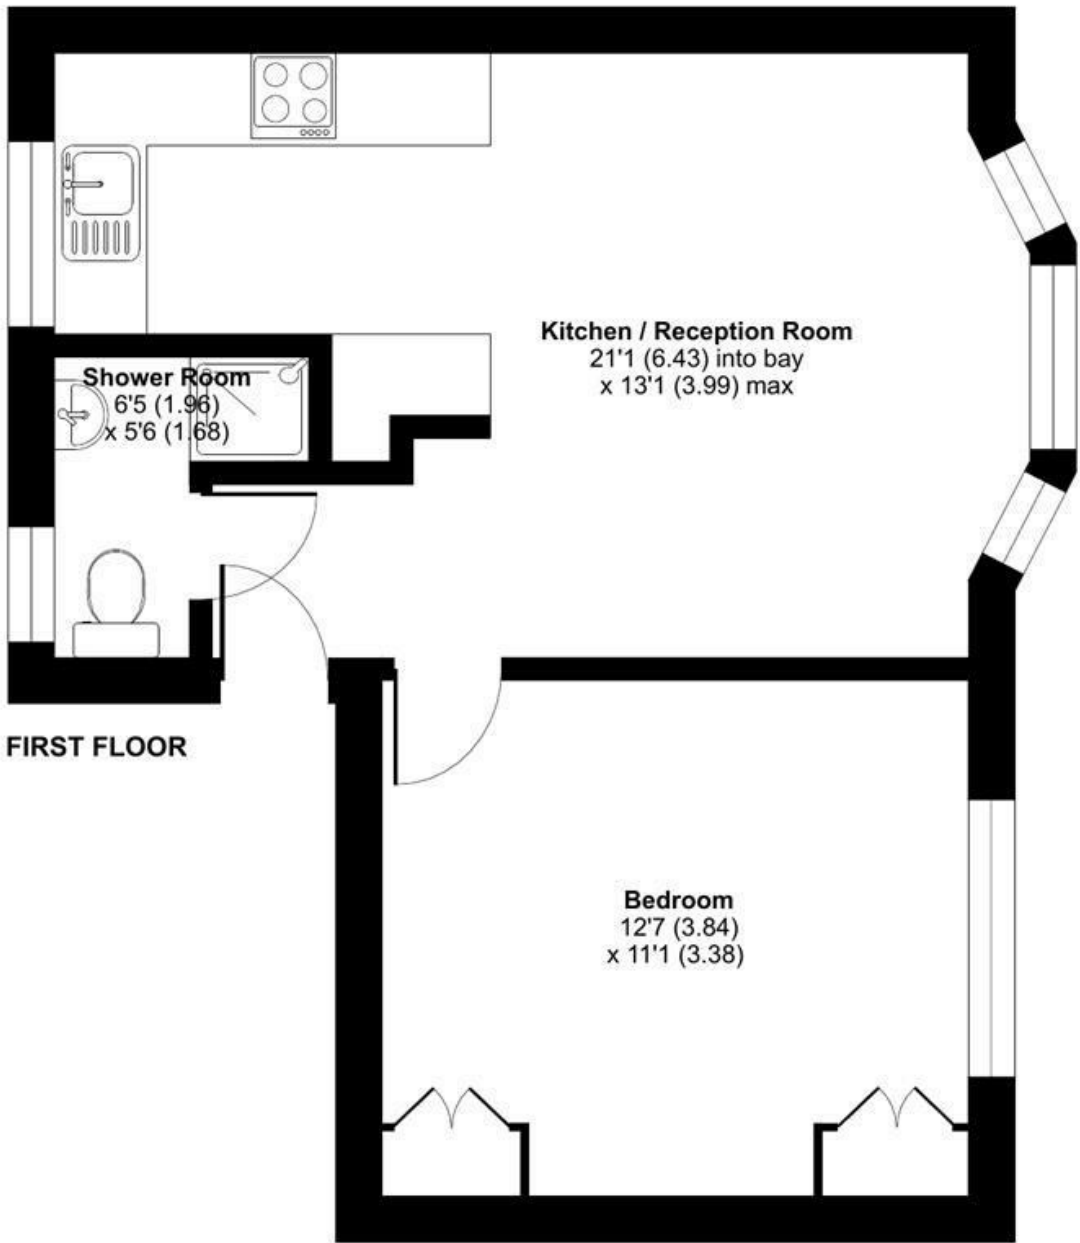 Kitchen / Reception Room
21'1 (6.43) into bay
x 13'1 (3.99) max
Shower Room
6'5 (1.96)
x 5'6 (1.68)
FIRST FLOOR
Bedroom
12'7 (3.84)
x 11'1 (3.38)